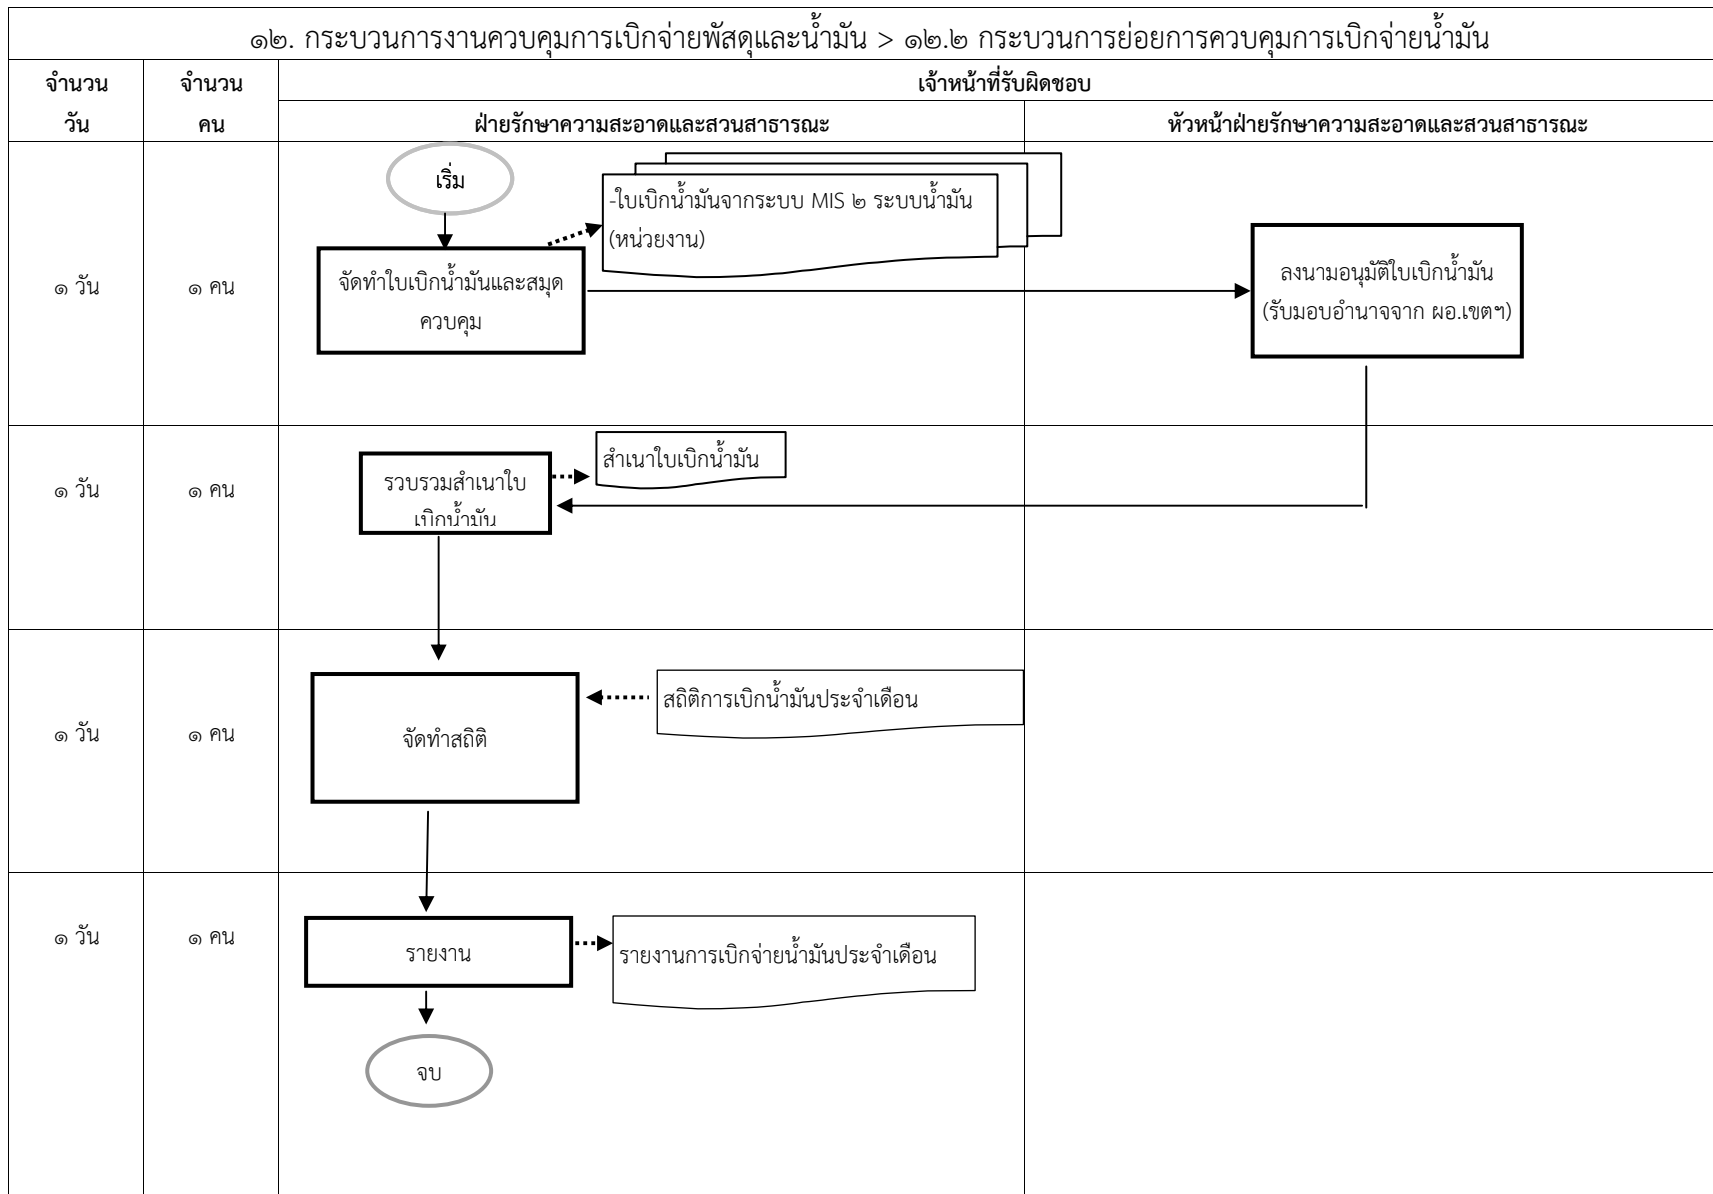 ๑๒. กระบวนการงานควบคุมการเบิกจ่ายพัสดุและน้ำมัน > ๑๒.๒ กระบวนการย่อยการควบคุมการเบิกจ่ายน้ำมัน
จำนวน
วัน
จำนวน
คน
เจ้าหน้าที่รับผิดชอบ
ฝ่ายรักษาความสะอาดและสวนสาธารณะ
หัวหน้าฝ่ายรักษาความสะอาดและสวนสาธารณะ
เริ่ม
-ใบเบิกน้ำมันจากระบบ MIS ๒ ระบบน้ำมัน
(หน่วยงาน)
๑ วัน
๑ คน
จัดทำใบเบิกน้ำมันและสมุด
ควบคุม
ลงนามอนุมัติใบเบิกน้ำมัน
(รับมอบอำนาจจาก ผอ.เขตฯ)
๑ วัน
๑ คน
รวบรวมสำเนาใบ
เบิกน้ำมัน
สำเนาใบเบิกน้ำมัน
๑ วัน
๑ คน
จัดทำสถิติ
สถิติการเบิกน้ำมันประจำเดือน
๑ วัน
๑ คน
รายงาน
รายงานการเบิกจ่ายน้ำมันประจำเดือน
จบ